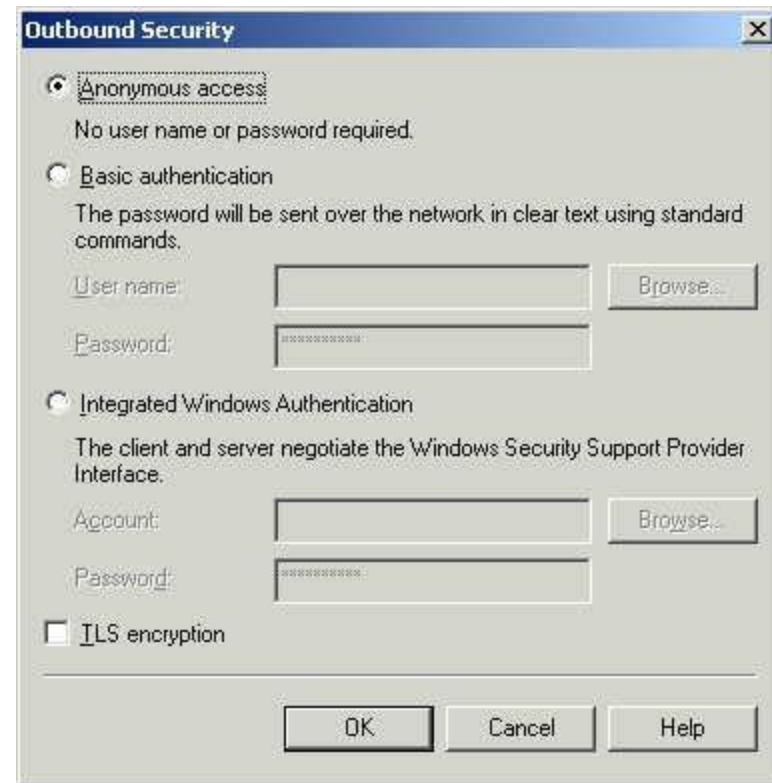 Outbound Security
Anonymous access
No user name or password required.
Basic authentication
The password will be sent over the network in clear text using standard
commands.
User name:
Browse...
Password:
**********
Integrated Windows Authentication
The client and server negotiate the Windows Security Support Provider
Interface.
Account:
Browse...
Password:
**********
TLS encryption
OK
Cancel
Help